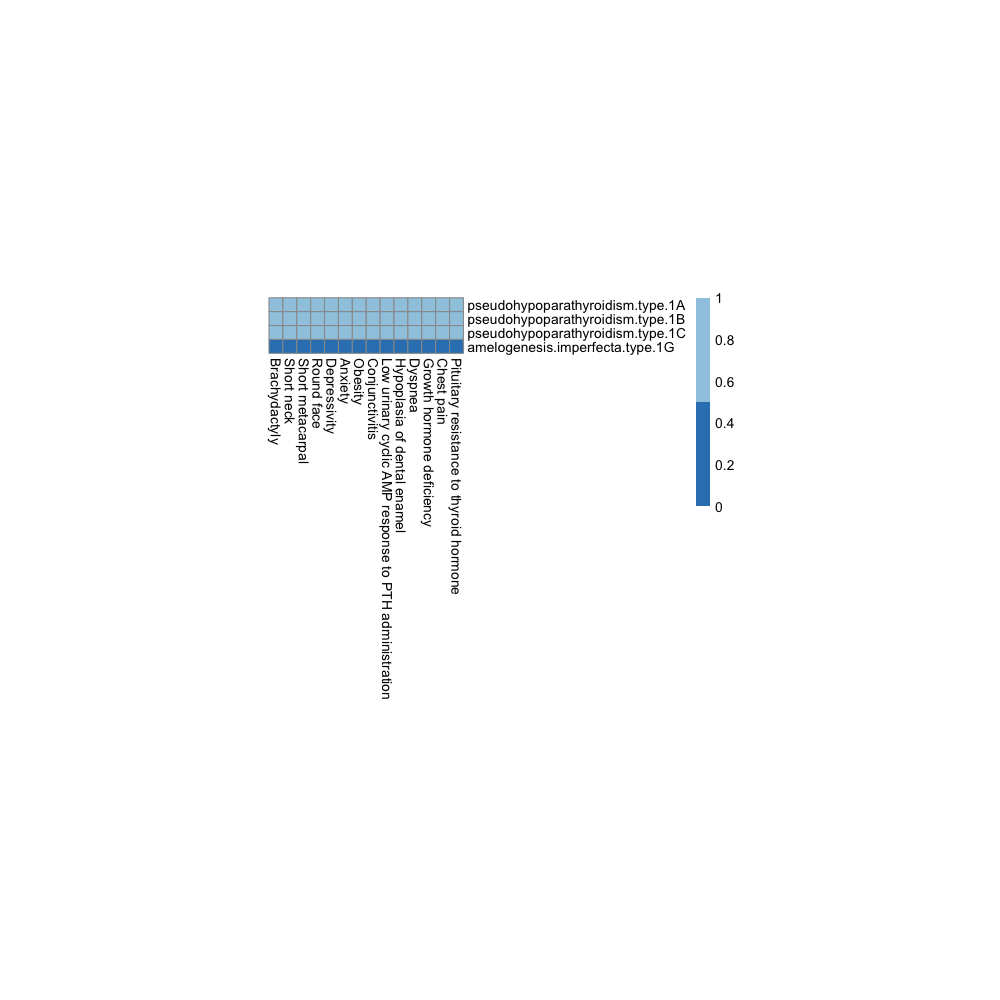 pseudohypoparathyroidism.type.1A
pseudohypoparathyroidism.type.1B
pseudohypoparathyroidism.type.1C
amelogenesis.imperfecta.type.1G
Brachydactyly
Short neck
Short metacarpal
Round face
Depressivity
Anxiety
Obesity
Conjunctivitis
Low urinary cyclic AMP response to PTH administration
Hypoplasia of dental enamel
Dyspnea
Growth hormone deficiency
Chest pain
Pituitary resistance to thyroid hormone
1
0.8
0.6
0.4
0.2
0